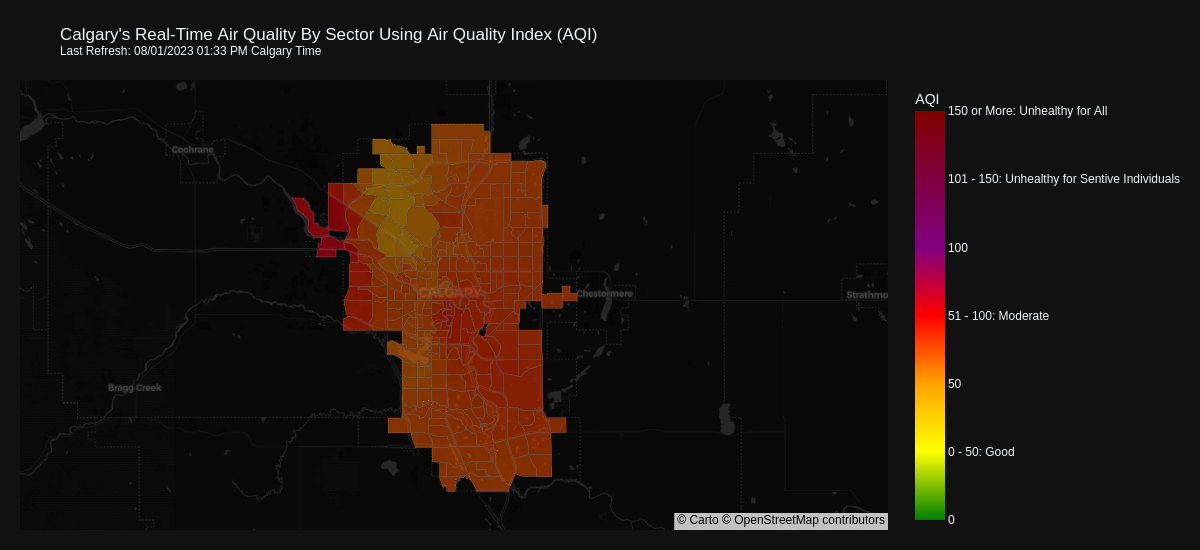 Calgary's Real-Time Air Quality By Sector Using Air Quality Index (AQI)
Last Refresh: 08/01/2023 01:33 PM Calgary Time
AQI
150 or More: Unhealthy for All
Cochrane
101 - 150: Unhealthy for Sentive Individuals
100
CALGARY
Chestermere
Strathmo
51 - 100: Moderate
Bragg Creek
50
0 - 50: Good
© Carto © OpenStreetMap contributors
0